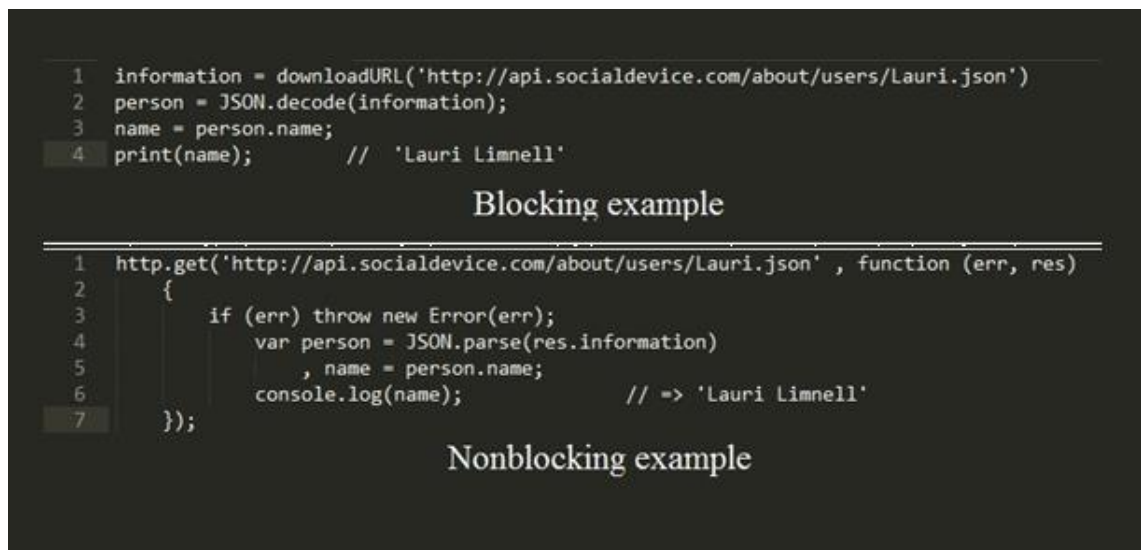 1 information = downloadURL('http://api.socialdevice.com/about/users/Lauri.json')
2 person = JSON.decode(information);
3 name = person.name;
4 print(name); // 'Lauri Limnell'
Blocking example
1 http.get('http://api.socialdevice.com/about/users/Lauri.json' , function (err, res)
2 {
3 if (err) throw new Error(err);
4 var person = JSON.parse(res.information)
5 , name = person.name;
6 console.log(name); // => 'Lauri Limnell'
7 });
Nonblocking example